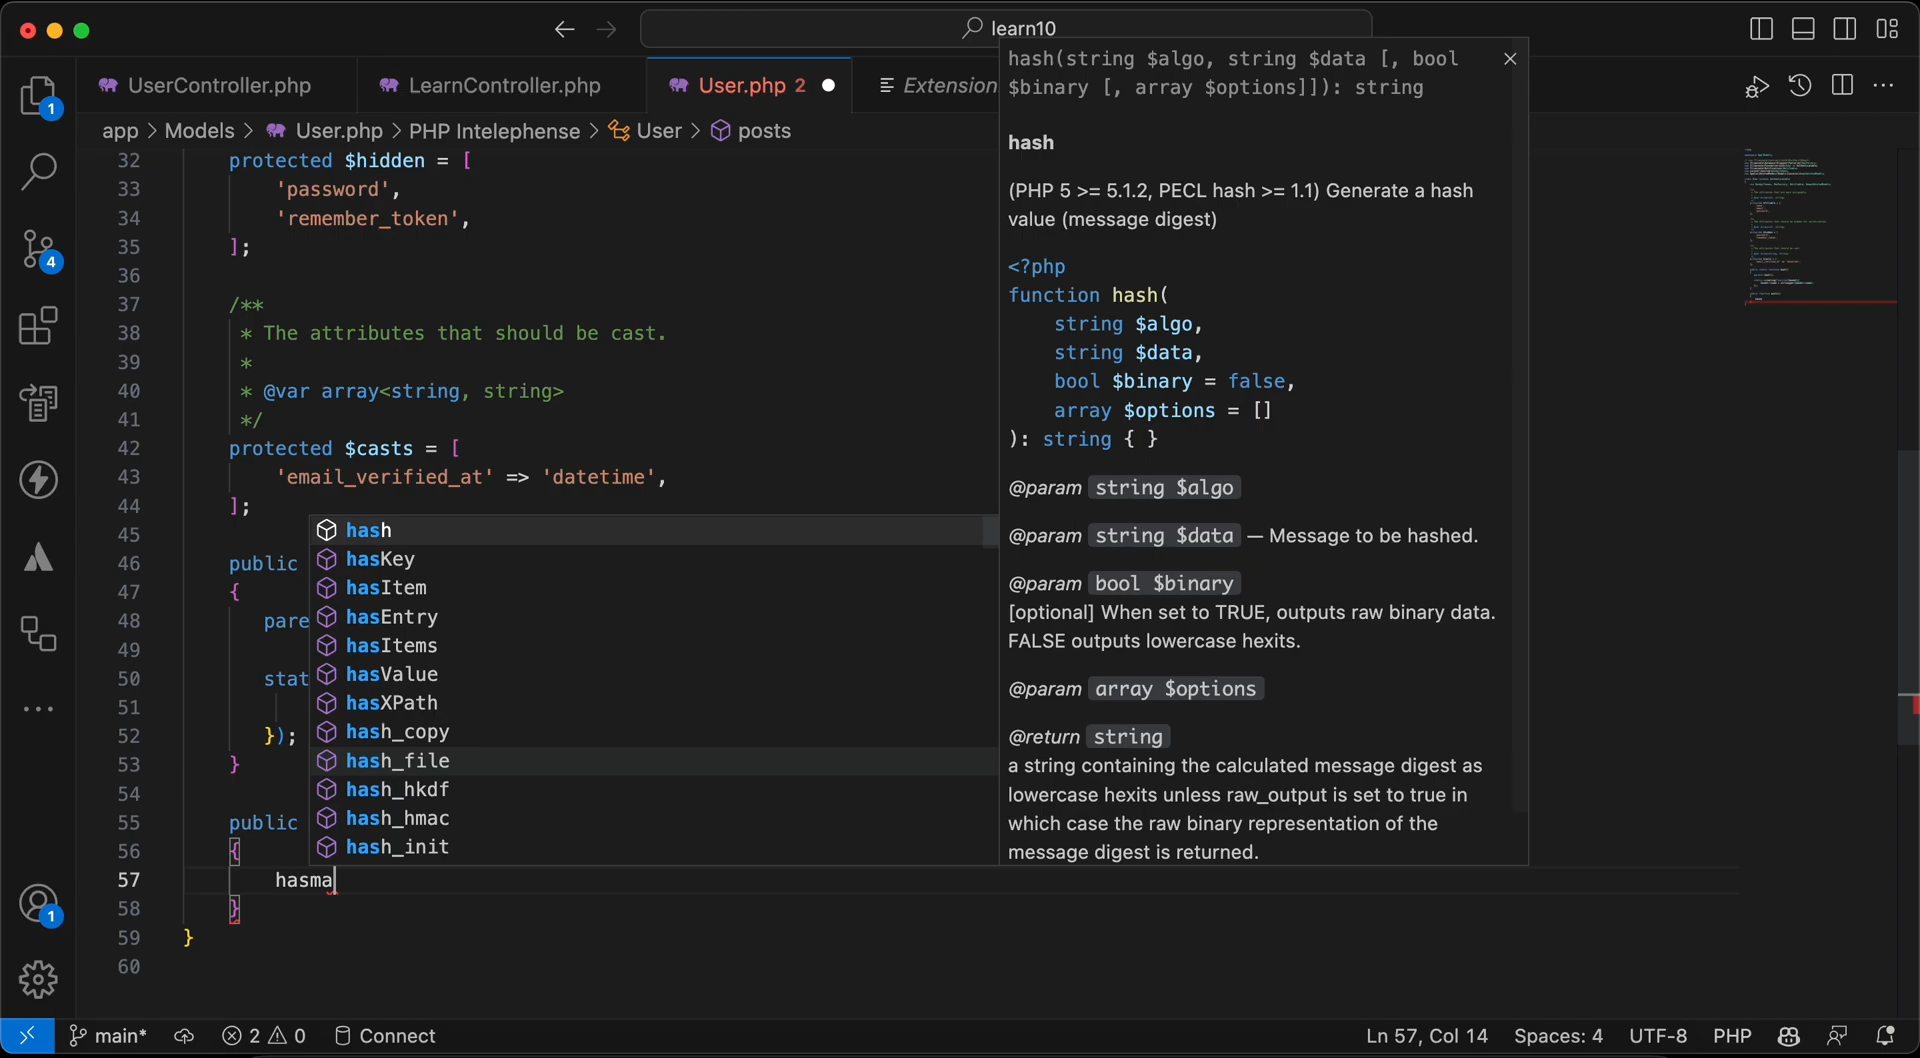 learn10
UserController.php
LearnController.php
User.php 2
Extension
app > Models > User.php > PHP Intelephense > User > posts
1
4
1
32 protected $hidden = [
33 'password',
34 'remember_token',
35 ];
36
37 /**
38 * The attributes that should be cast.
39 *
40 * @var array<string, string>
41 */
42 protected $casts = [
43 'email_verified_at' => 'datetime',
44 ];
45
46 public
47 {
48 pare
49
50 stat
51
52 });
53 }
54
55 public
56 {
57 hasma
58 }
59 }
60
hash
hasKey
hasItem
hasEntry
hasItems
hasValue
hasXPath
hash_copy
hash_file
hash_hkdf
hash_hmac
hash_init
hash(string $algo, string $data [, bool
$binary [, array $options]]): string
hash
(PHP 5 >= 5.1.2, PECL hash >= 1.1) Generate a hash
value (message digest)
<?php
function hash(
string $algo,
string $data,
bool $binary = false,
array $options = []
): string { }
@param string $algo
@param string $data — Message to be hashed.
@param bool $binary
[optional] When set to TRUE, outputs raw binary data.
FALSE outputs lowercase hexits.
@param array $options
@return string
a string containing the calculated message digest as
lowercase hexits unless raw_output is set to true in
which case the raw binary representation of the
message digest is returned.
main* 2 0 Connect
Ln 57, Col 14 Spaces: 4 UTF-8 PHP